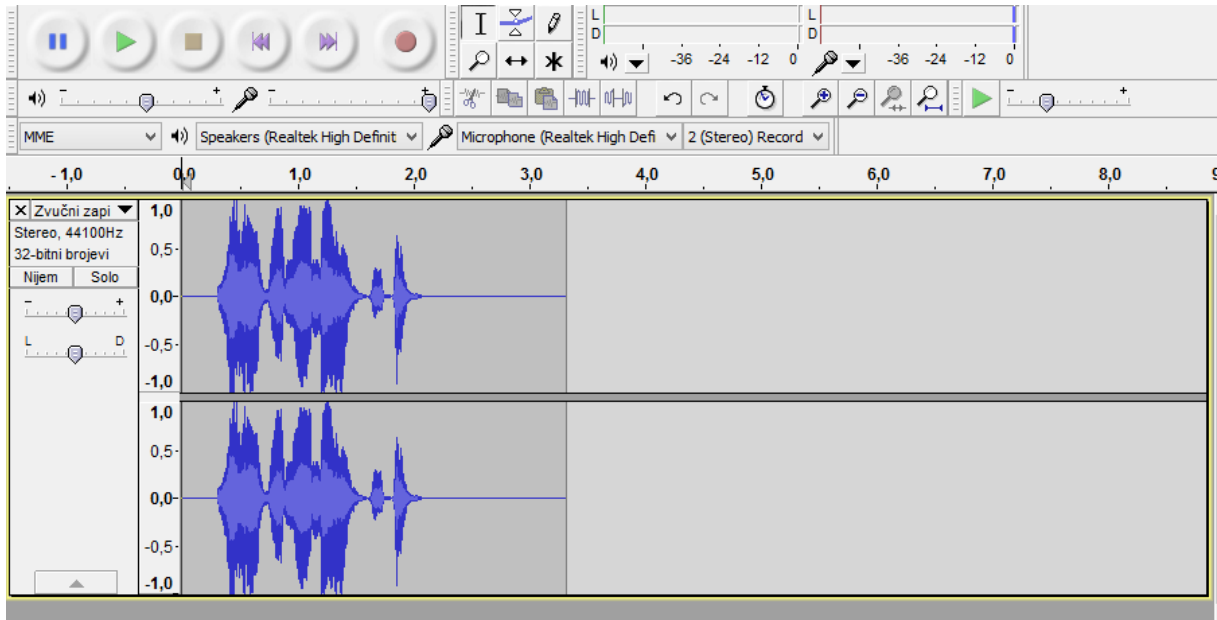 L
D
-36 -24 -12 0
L
D
-36 -24 -12 0
MME
Speakers (Realtek High Definit
Microphone (Realtek High Defi
2 (Stereo) Record
- 1,0 0,0 1,0 2,0 3,0 4,0 5,0 6,0 7,0 8,0
X Zvučni zapi
Stereo, 44100Hz
32-bitni brojevi
Nijem Solo
- +
L D
1,0
0,5
0,0
-0,5
-1,0
1,0
0,5
0,0
-0,5
-1,0